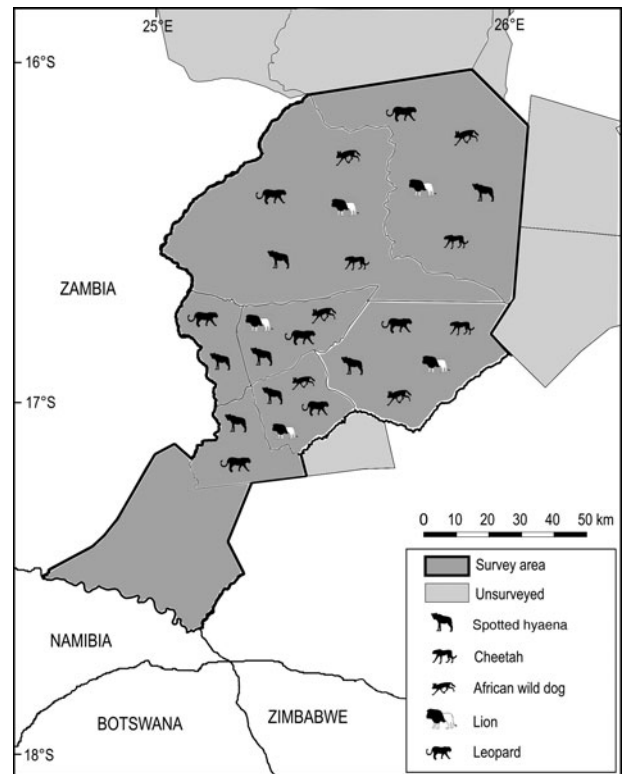 25°E
26°E
16°S
ZAMBIA
17°S
0 10 20 30 40 50 km
Survey area
Unsurveyed
Spotted hyaena
Cheetah
African wild dog
Lion
Leopard
NAMIBIA
BOTSWANA
ZIMBABWE
18°S